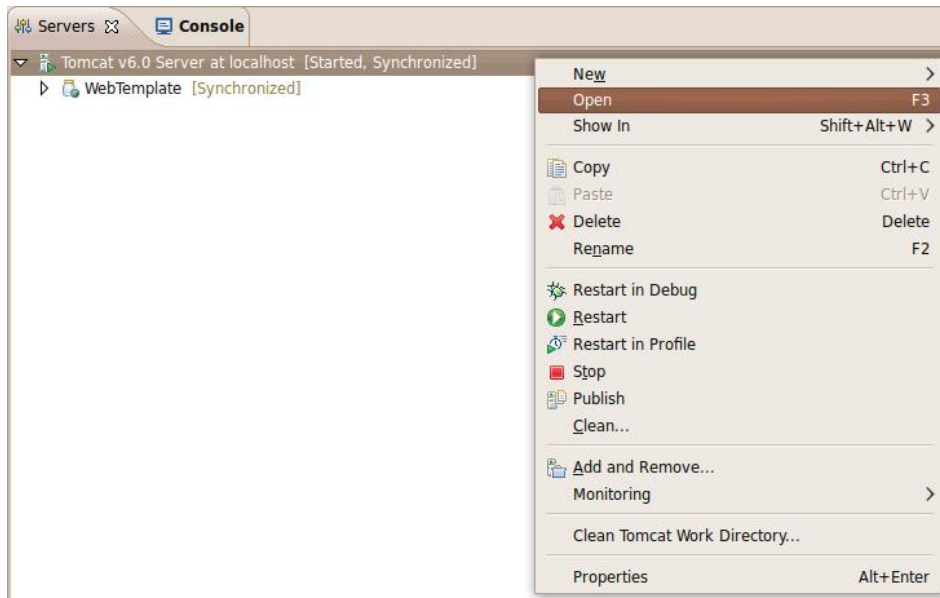 Servers Console
Tomcat v6.0 Server at localhost [Started, Synchronized]
WebTemplate [Synchronized]
New
Open F3
Show In Shift+Alt+W
Copy Ctrl+C
Paste Ctrl+V
Delete Delete
Rename F2
Restart in Debug
Restart
Restart in Profile
Stop
Publish
Clean...
Add and Remove...
Monitoring
Clean Tomcat Work Directory...
Properties Alt+Enter